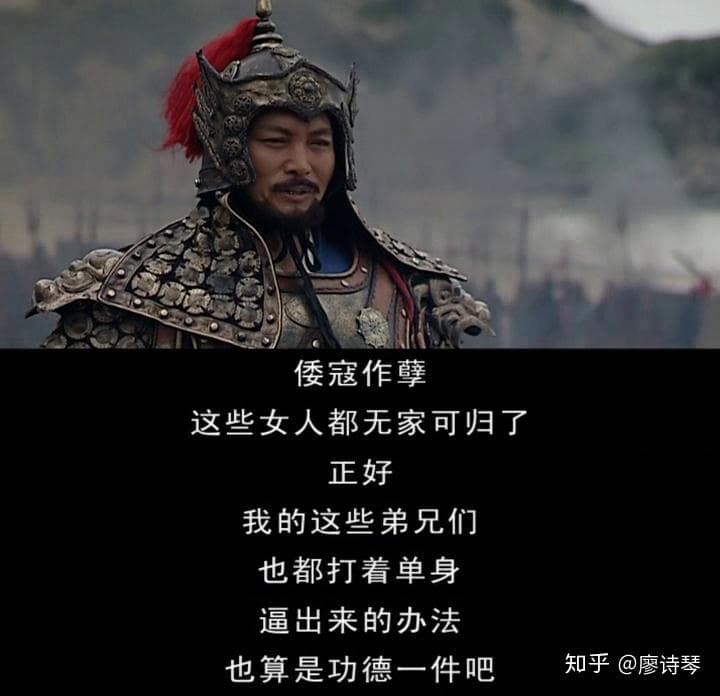 倭寇作孽
这些女人都无家可归了
正好
我的这些弟兄们
也都打着单身
逼出来的办法
也算是功德一件吧
知乎 @廖诗琴